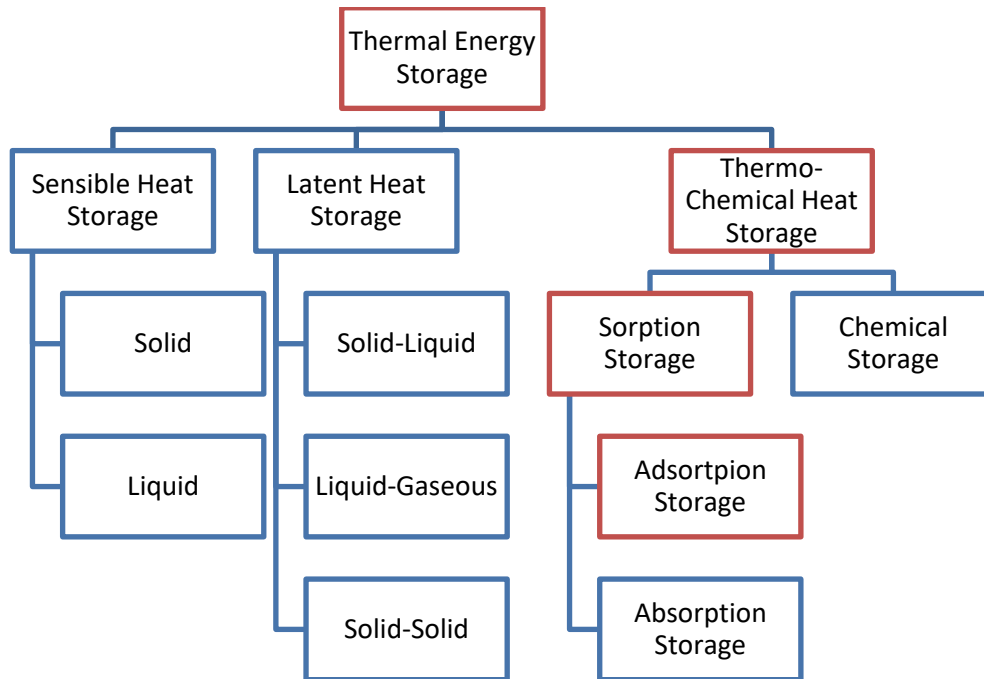 Thermal Energy
Storage
Sensible Heat
Storage
Latent Heat
Storage
Thermo-
Chemical Heat
Storage
Solid
Solid-Liquid
Sorption
Storage
Chemical
Storage
Liquid
Liquid-Gaseous
Adsortpion
Storage
Solid-Solid
Absorption
Storage